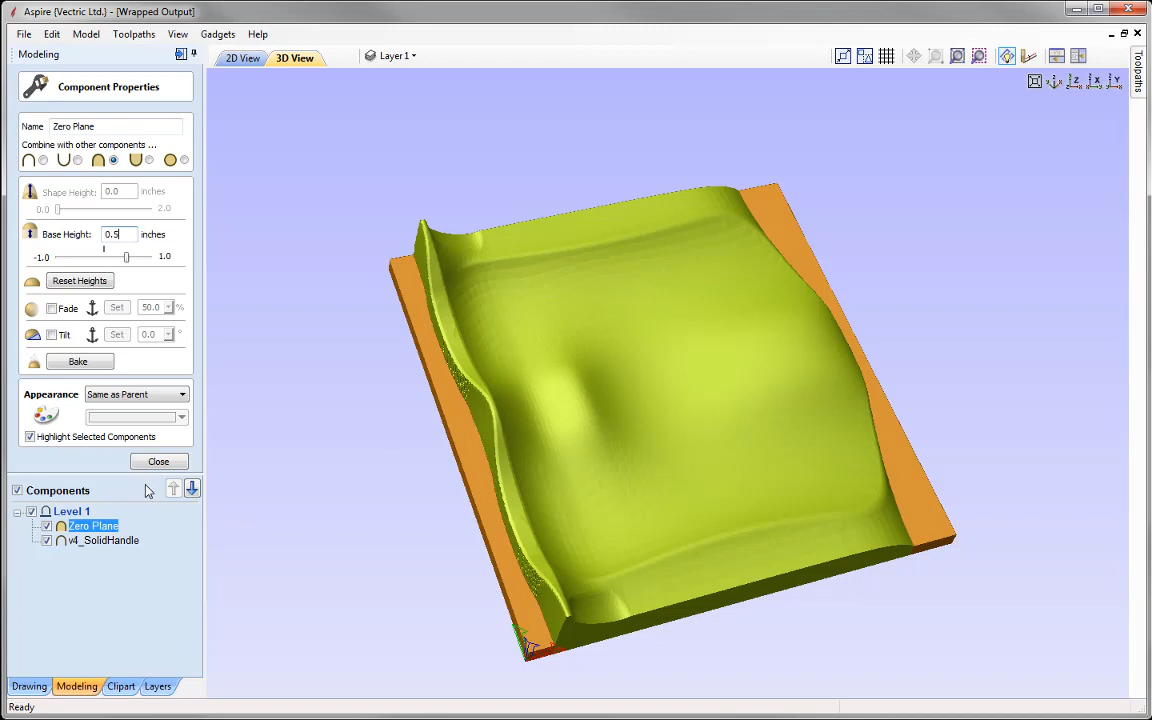 Aspire {Vectric Ltd.} - [Wrapped Output]
File Edit Model Toolpaths View Gadgets Help
Modeling
2D View 3D View Layer1
Z X Y
Toolpaths
Component Properties
Name Zero Plane
Combine with other components ...
Shape Height: 0.0 inches
0.0 2.0
Base Height: 0.5 inches
-1.0 1.0
Reset Heights
Fade Set 50.0 %
Tilt Set 0.0 °
Bake
Appearance Same as Parent
Highlight Selected Components
Close
Components
Level 1
Zero Plane
v4_SolidHandle
Drawing Modeling Clipart Layers
Ready